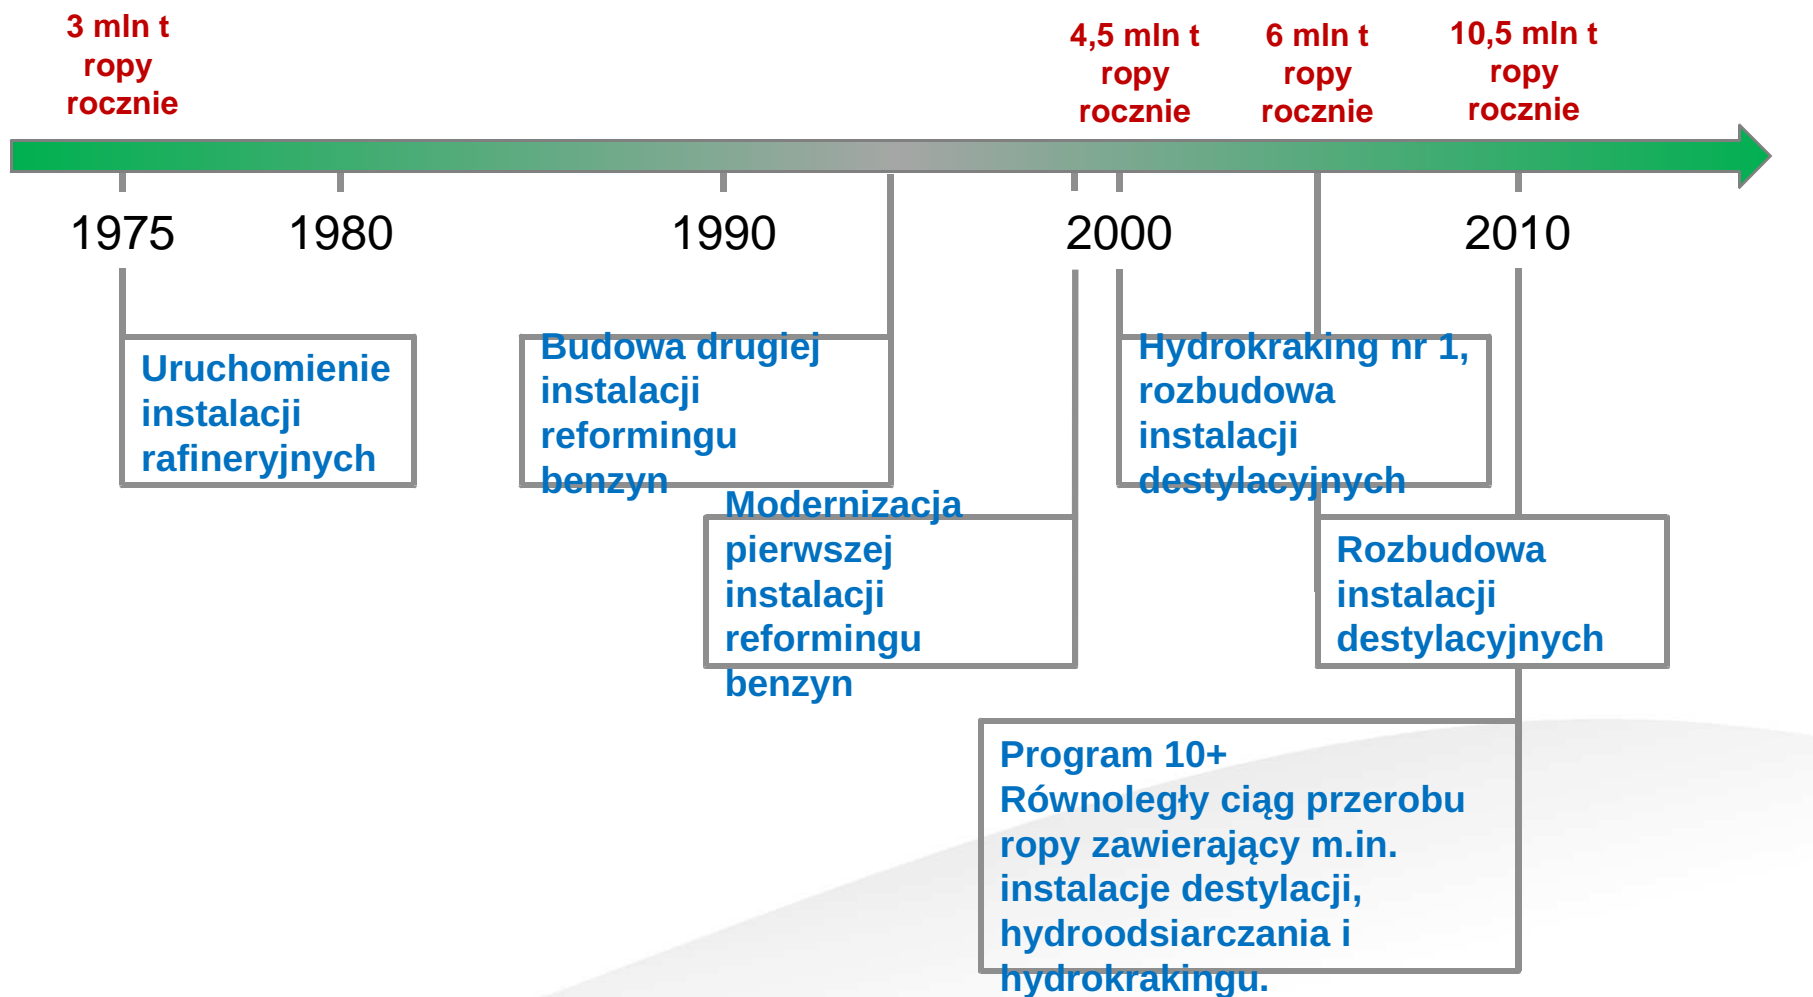 3 mln t
ropy
rocznie
4,5 mln t
ropy
rocznie
6 mln t
ropy
rocznie
10,5 mln t
ropy
rocznie
1975
1980
1990
2000
2010
Uruchomienie
instalacji
rafineryjnych
Budowa drugiej
instalacji
reformingu
benzyn
Hydrokraking nr 1,
rozbudowa
instalacji
destylacyjnych
Modernizacja
pierwszej
instalacji
reformingu
benzyn
Rozbudowa
instalacji
destylacyjnych
Program 10+
Równoległy ciąg przerobu
ropy zawierający m.in.
instalacje destylacji,
hydroodsiarczania i
hydrokrakingu.